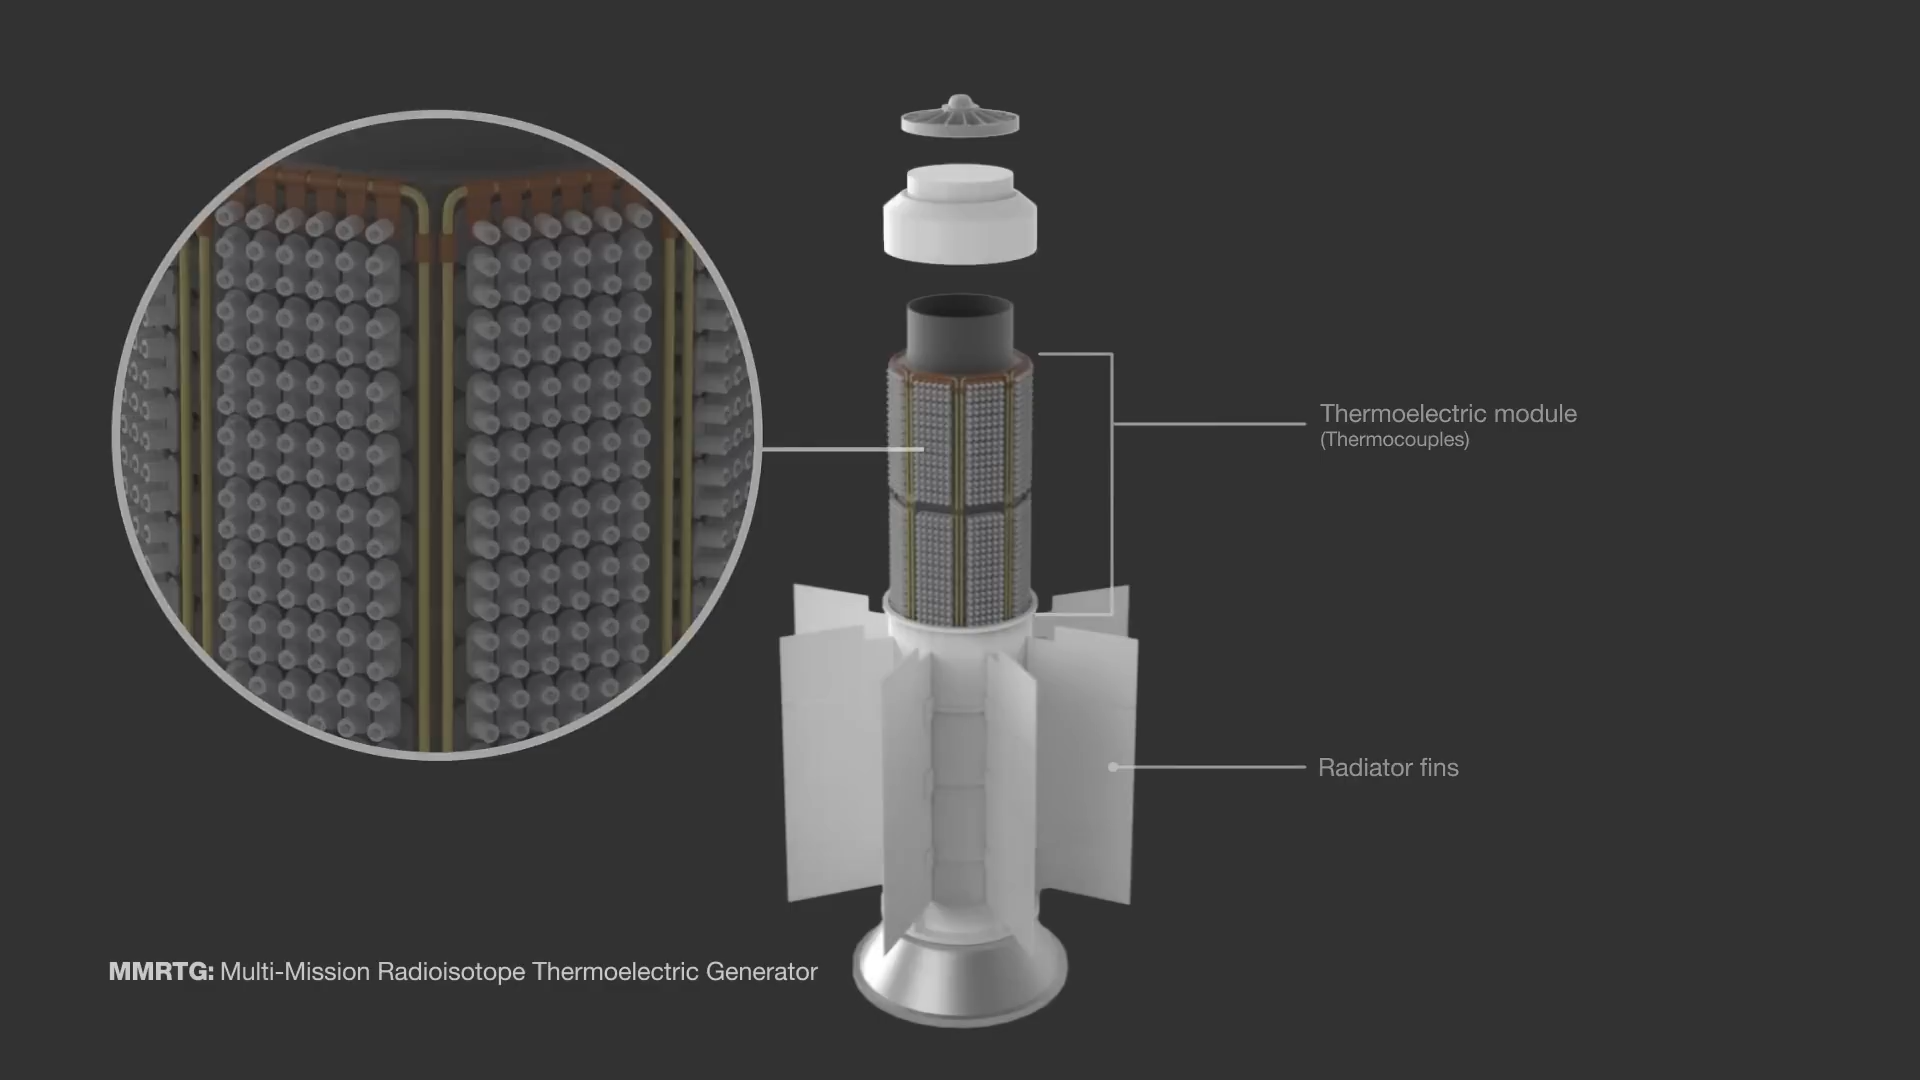 Thermoelectric module
(Thermocouples)
Radiator fins
MMRTG: Multi-Mission Radioisotope Thermoelectric Generator